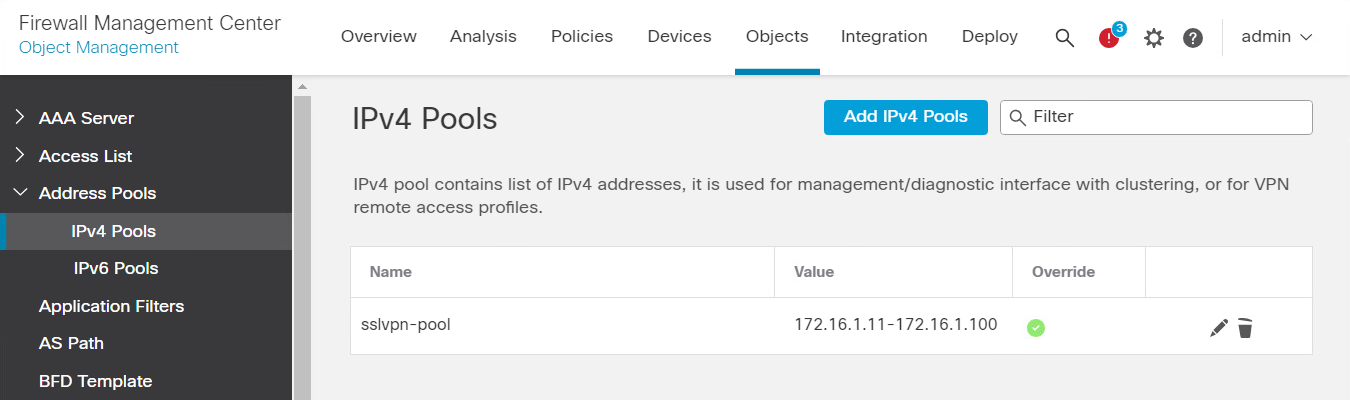 Firewall Management Center
Object Management
Overview Analysis Policies Devices Objects Integration Deploy 3 admin
AAA Server
Access List
Address Pools
IPv4 Pools
IPv6 Pools
Application Filters
AS Path
BFD Template
IPv4 Pools
Add IPv4 Pools
Filter
IPv4 pool contains list of IPv4 addresses, it is used for management/diagnostic interface with clustering, or for VPN
remote access profiles.
Name Value Override
sslvpn-pool 172.16.1.11-172.16.1.100